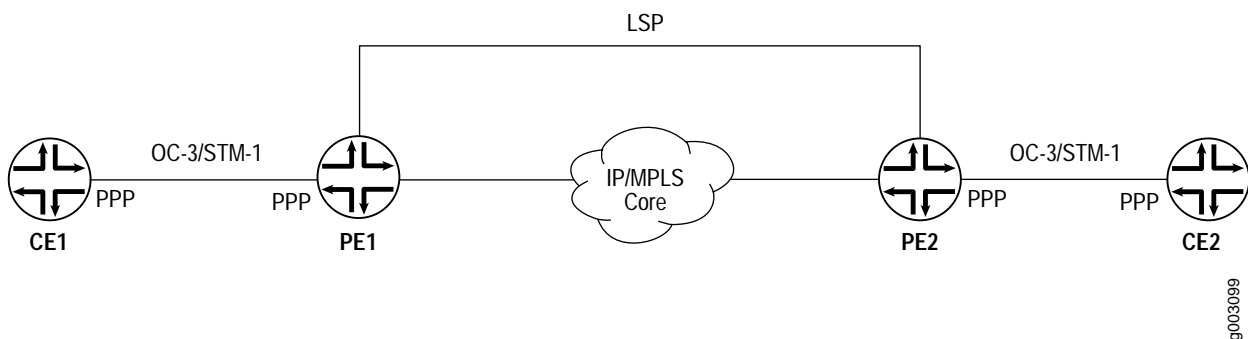 LSP
OC-3/STM-1
IP/MPLS
Core
OC-3/STM-1
PPP
PPP
PPP
PPP
CE1
PE1
PE2
CE2
g003099